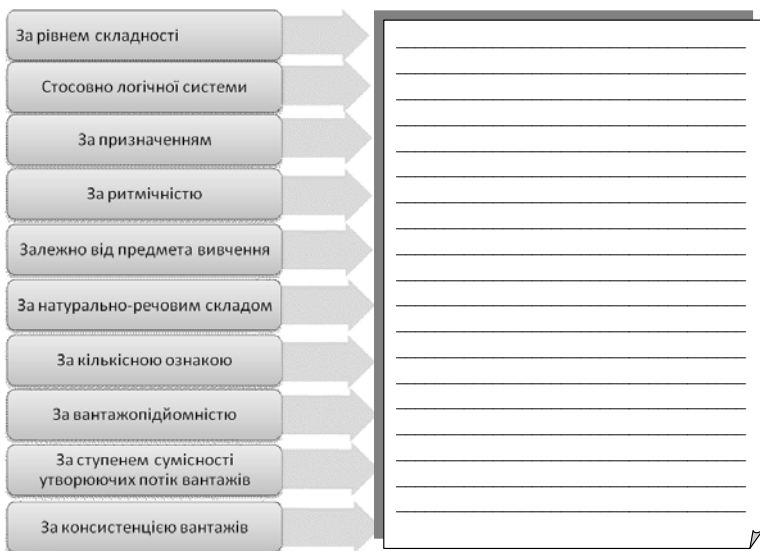 За рівнем складності
Стосовно логічної системи
За призначенням
За ритмічністю
Залежно від предмета вивчення
За натурально-речовим складом
За кількісною ознакою
За вантажопідйомністю
За ступенем сумісності
утворюючих потік вантажів
За консистенцією вантажів